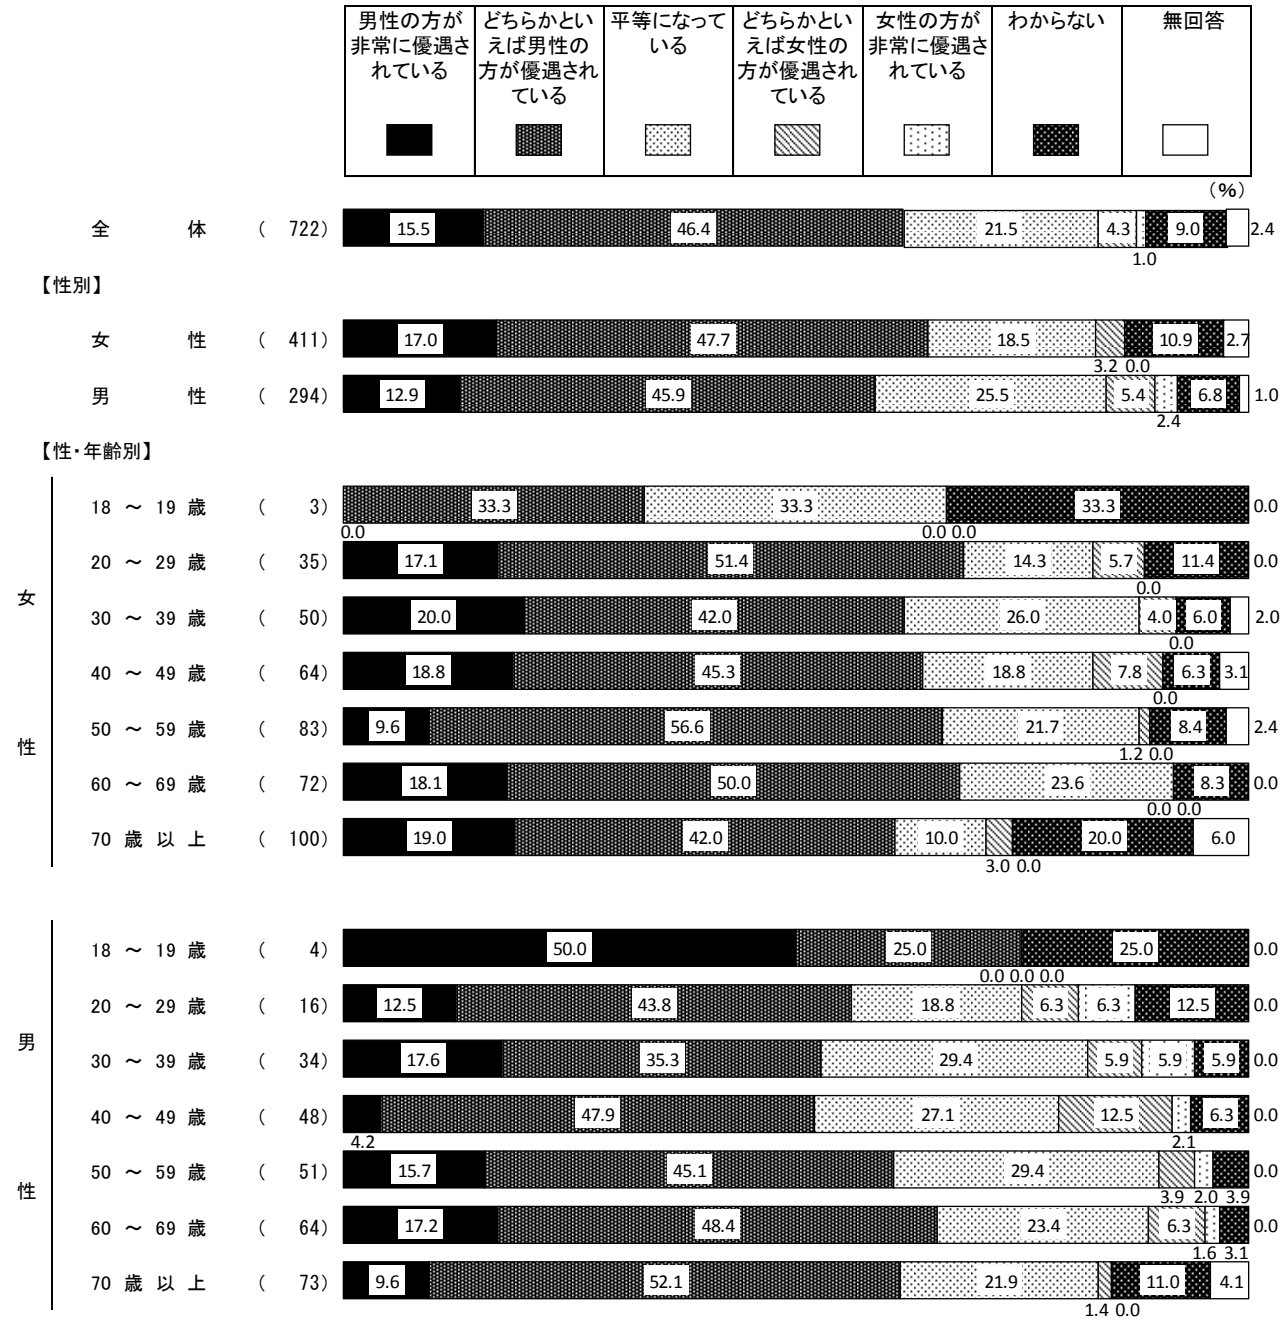 男性の方が
非常に優遇さ
れている
どちらかとい
えば男性の
方が優遇され
ている
平等になって
いる
どちらかとい
えば女性の
方が優遇され
ている
女性の方が
非常に優遇さ
れている
わからない
無回答
(%)
全 体 ( 722) 15.5 46.4 21.5 4.3 9.0 2.4
1.0
【性別】
女 性 ( 411) 17.0 47.7 18.5 10.9 2.7
3.2 0.0
男 性 ( 294) 12.9 45.9 25.5 5.4 6.8 1.0
2.4
【性・年齢別】
女性
18 ～ 19 歳 ( 3) 33.3 33.3 33.3 0.0
0.0 0.0 0.0
20 ～ 29 歳 ( 35) 17.1 51.4 14.3 5.7 11.4 0.0
0.0
30 ～ 39 歳 ( 50) 20.0 42.0 26.0 4.0 6.0 2.0
0.0
40 ～ 49 歳 ( 64) 18.8 45.3 18.8 7.8 6.3 3.1
0.0
50 ～ 59 歳 ( 83) 9.6 56.6 21.7 8.4 2.4
1.2 0.0
60 ～ 69 歳 ( 72) 18.1 50.0 23.6 8.3 0.0
0.0 0.0
70 歳 以 上 ( 100) 19.0 42.0 10.0 20.0 6.0
3.0 0.0
男性
18 ～ 19 歳 ( 4) 50.0 25.0 25.0 0.0
0.0 0.0 0.0
20 ～ 29 歳 ( 16) 12.5 43.8 18.8 6.3 6.3 12.5 0.0
30 ～ 39 歳 ( 34) 17.6 35.3 29.4 5.9 5.9 5.9 0.0
40 ～ 49 歳 ( 48) 47.9 27.1 12.5 6.3 0.0
4.2 2.1
50 ～ 59 歳 ( 51) 15.7 45.1 29.4 0.0
3.9 2.0 3.9
60 ～ 69 歳 ( 64) 17.2 48.4 23.4 6.3 0.0
1.6 3.1
70 歳 以 上 ( 73) 9.6 52.1 21.9 11.0 4.1
1.4 0.0